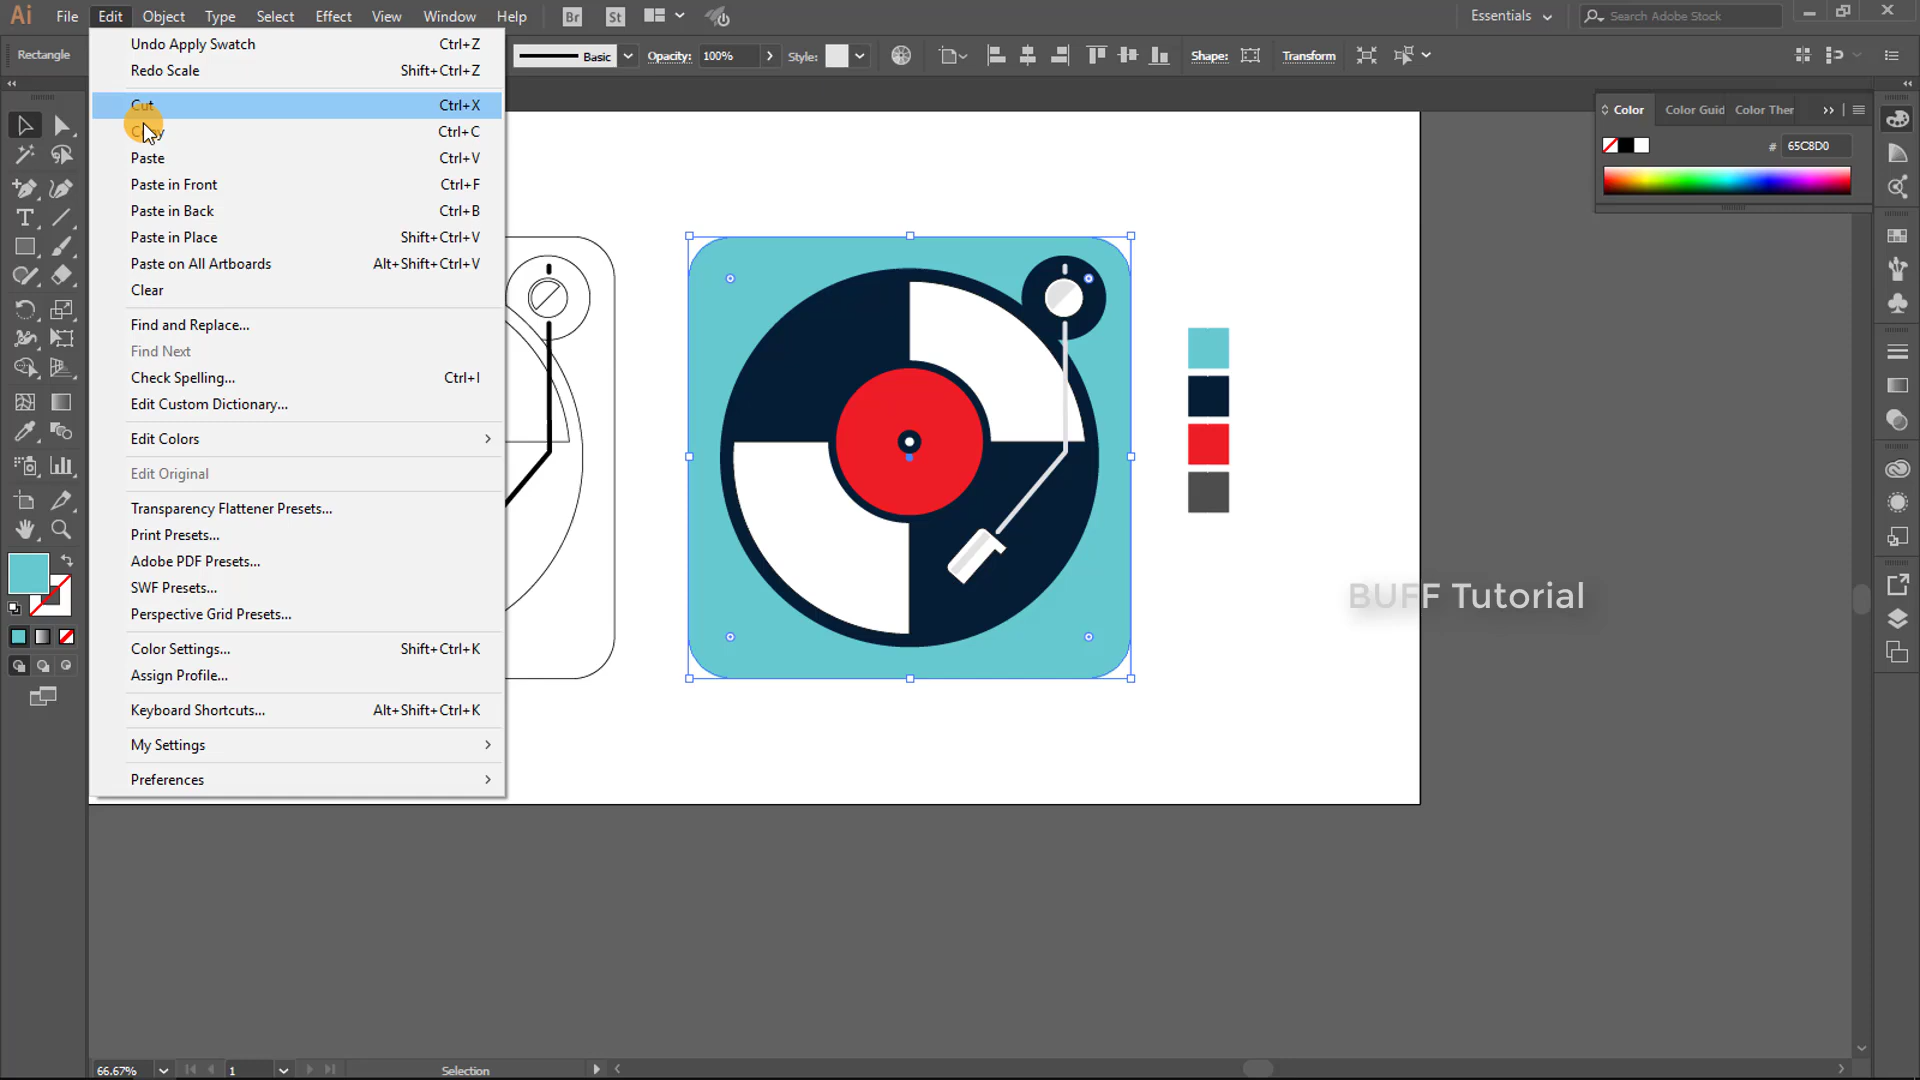 Ai File Edit Object Type Select Effect View Window Help Br St Essentials Search Adobe Stock
Rectangle Basic Opacity: 100% Style: Shape: Transform
Undo Apply Swatch Ctrl+Z
Redo Scale Shift+Ctrl+Z
Cut Ctrl+X
Copy Ctrl+C
Paste Ctrl+V
Paste in Front Ctrl+F
Paste in Back Ctrl+B
Paste in Place Shift+Ctrl+V
Paste on All Artboards Alt+Shift+Ctrl+V
Clear
Find and Replace...
Find Next
Check Spelling... Ctrl+I
Edit Custom Dictionary...
Edit Colors
Edit Original
Transparency Flattener Presets...
Print Presets...
Adobe PDF Presets...
SWF Presets...
Perspective Grid Presets...
Color Settings... Shift+Ctrl+K
Assign Profile...
Keyboard Shortcuts... Alt+Shift+Ctrl+K
My Settings
Preferences
Color Color Guid Color Ther
# 65C8D0
BUFF Tutorial
66.67% 1 Selection